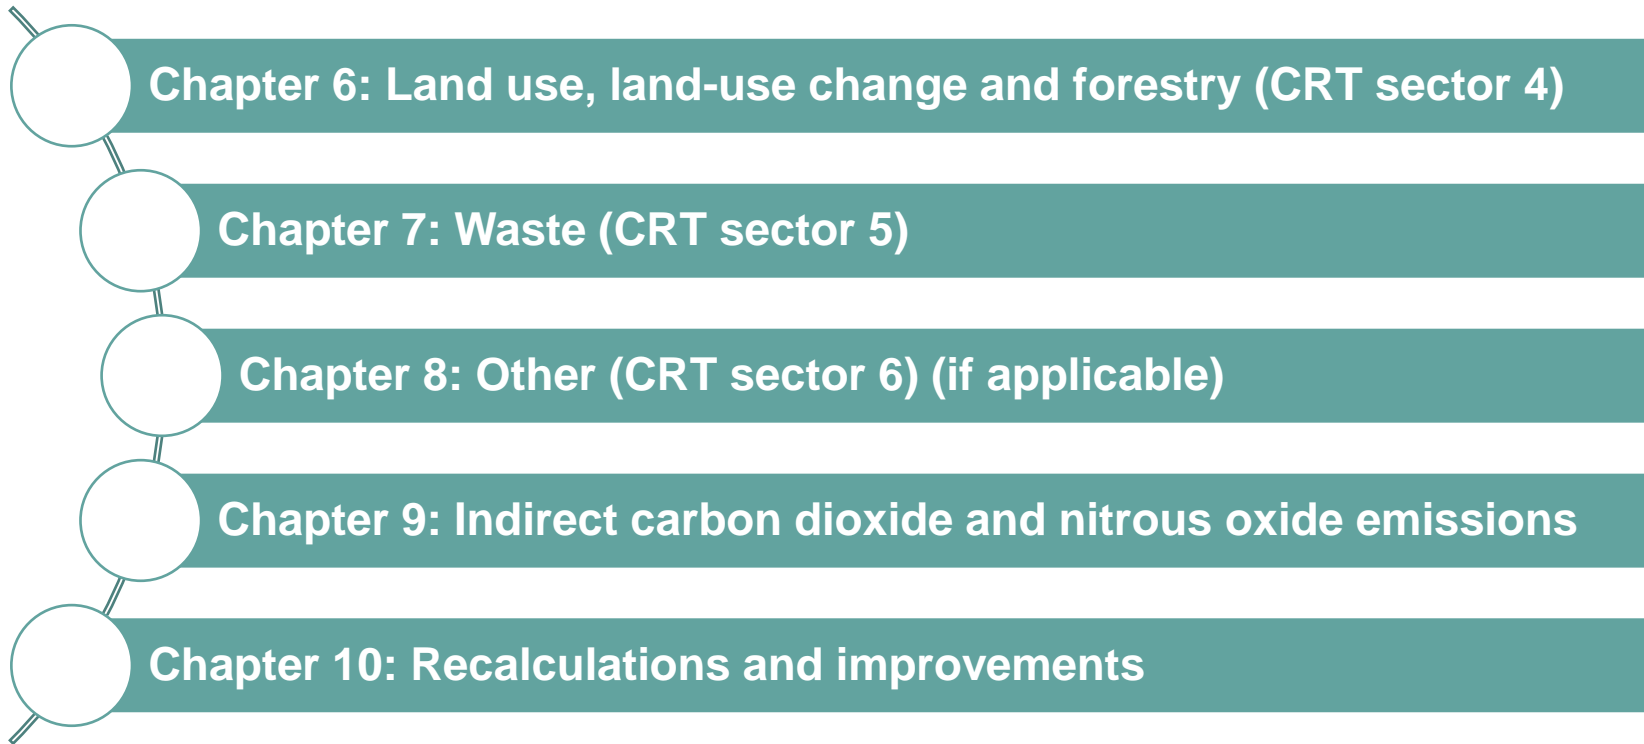 Chapter 6: Land use, land-use change and forestry (CRT sector 4)
Chapter 7: Waste (CRT sector 5)
Chapter 8: Other (CRT sector 6) (if applicable)
Chapter 9: Indirect carbon dioxide and nitrous oxide emissions
Chapter 10: Recalculations and improvements